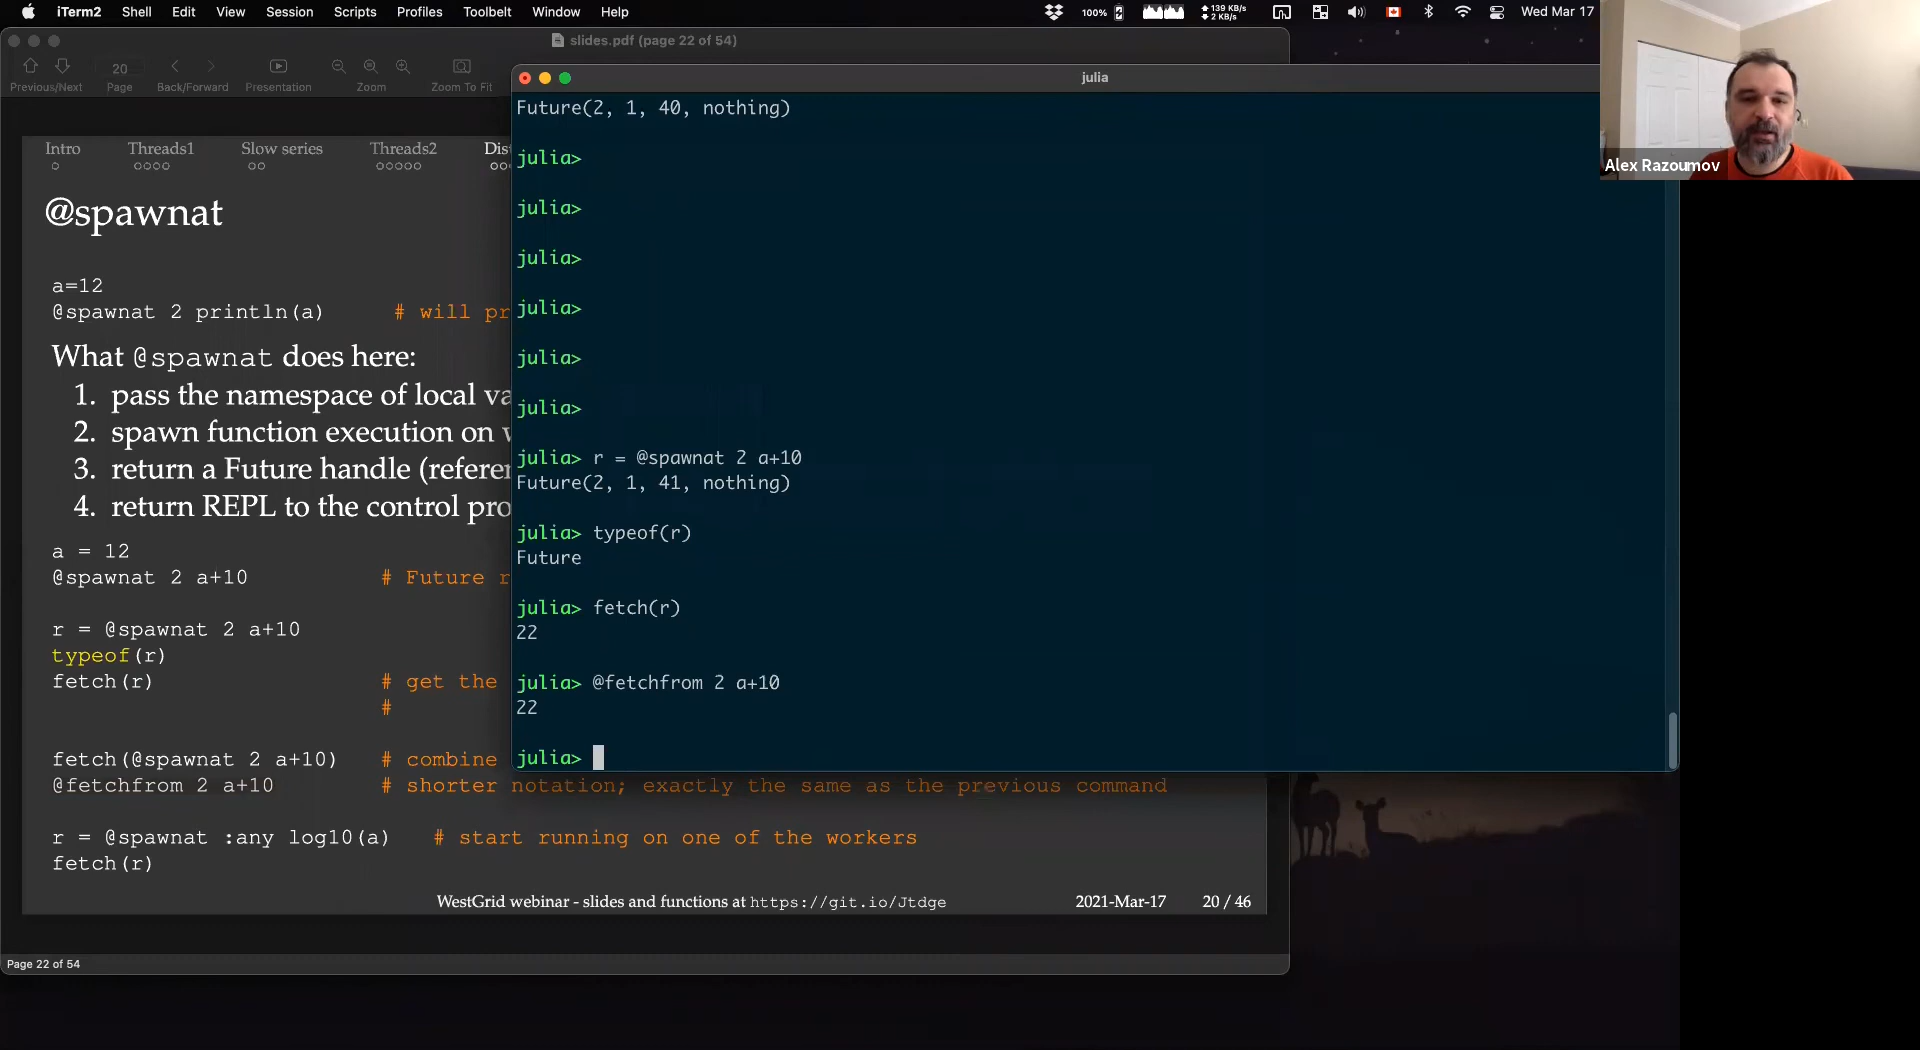 iTerm2 Shell Edit View Session Scripts Profiles Toolbelt Window Help 100% 139 KB/s 2 KB/s Wed Mar 17
slides.pdf (page 22 of 54)
20
Previous/Next Page Back/Forward Presentation Zoom Zoom To Fit
julia
Alex Razoumov
Intro Threads1 Slow series Threads2
@spawnat
a=12
@spawnat 2 println(a) # will
What @spawnat does here:
1. pass the namespace of local
2. spawn function execution on
3. return a Future handle
4. return REPL to the control
a = 12
@spawnat 2 a+10 # Future
r = @spawnat 2 a+10
typeof(r)
fetch(r) # get the
#
fetch(@spawnat 2 a+10) # combine
@fetchfrom 2 a+10 # shorter notation; exactly the same as the previous command
r = @spawnat :any log10(a) # start running on one of the workers
fetch(r)
WestGrid webinar - slides and functions at https://git.io/Jtdge 2021-Mar-17 20 / 46
Page 22 of 54
Future(2, 1, 40, nothing)
julia>
julia>
julia>
julia>
julia>
julia>
julia> r = @spawnat 2 a+10
Future(2, 1, 41, nothing)
julia> typeof(r)
Future
julia> fetch(r)
22
julia> @fetchfrom 2 a+10
22
julia>